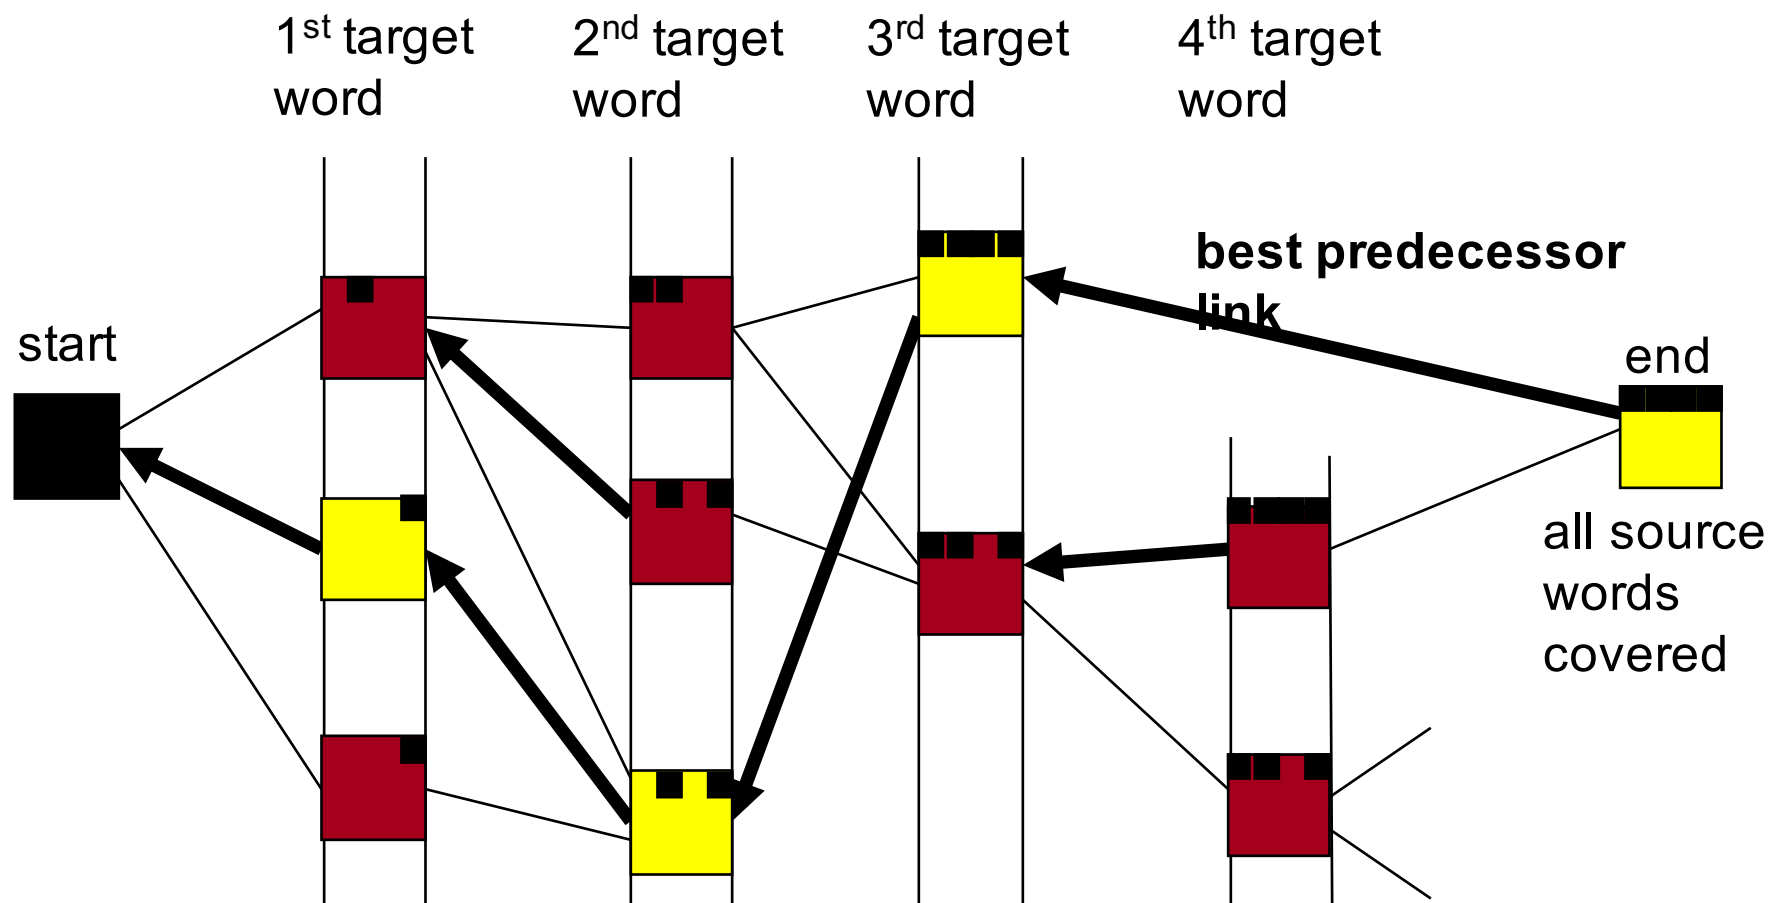 1st target
word
2nd target
word
3rd target
word
4th target
word
best predecessor
link
start
end
all source
words
covered